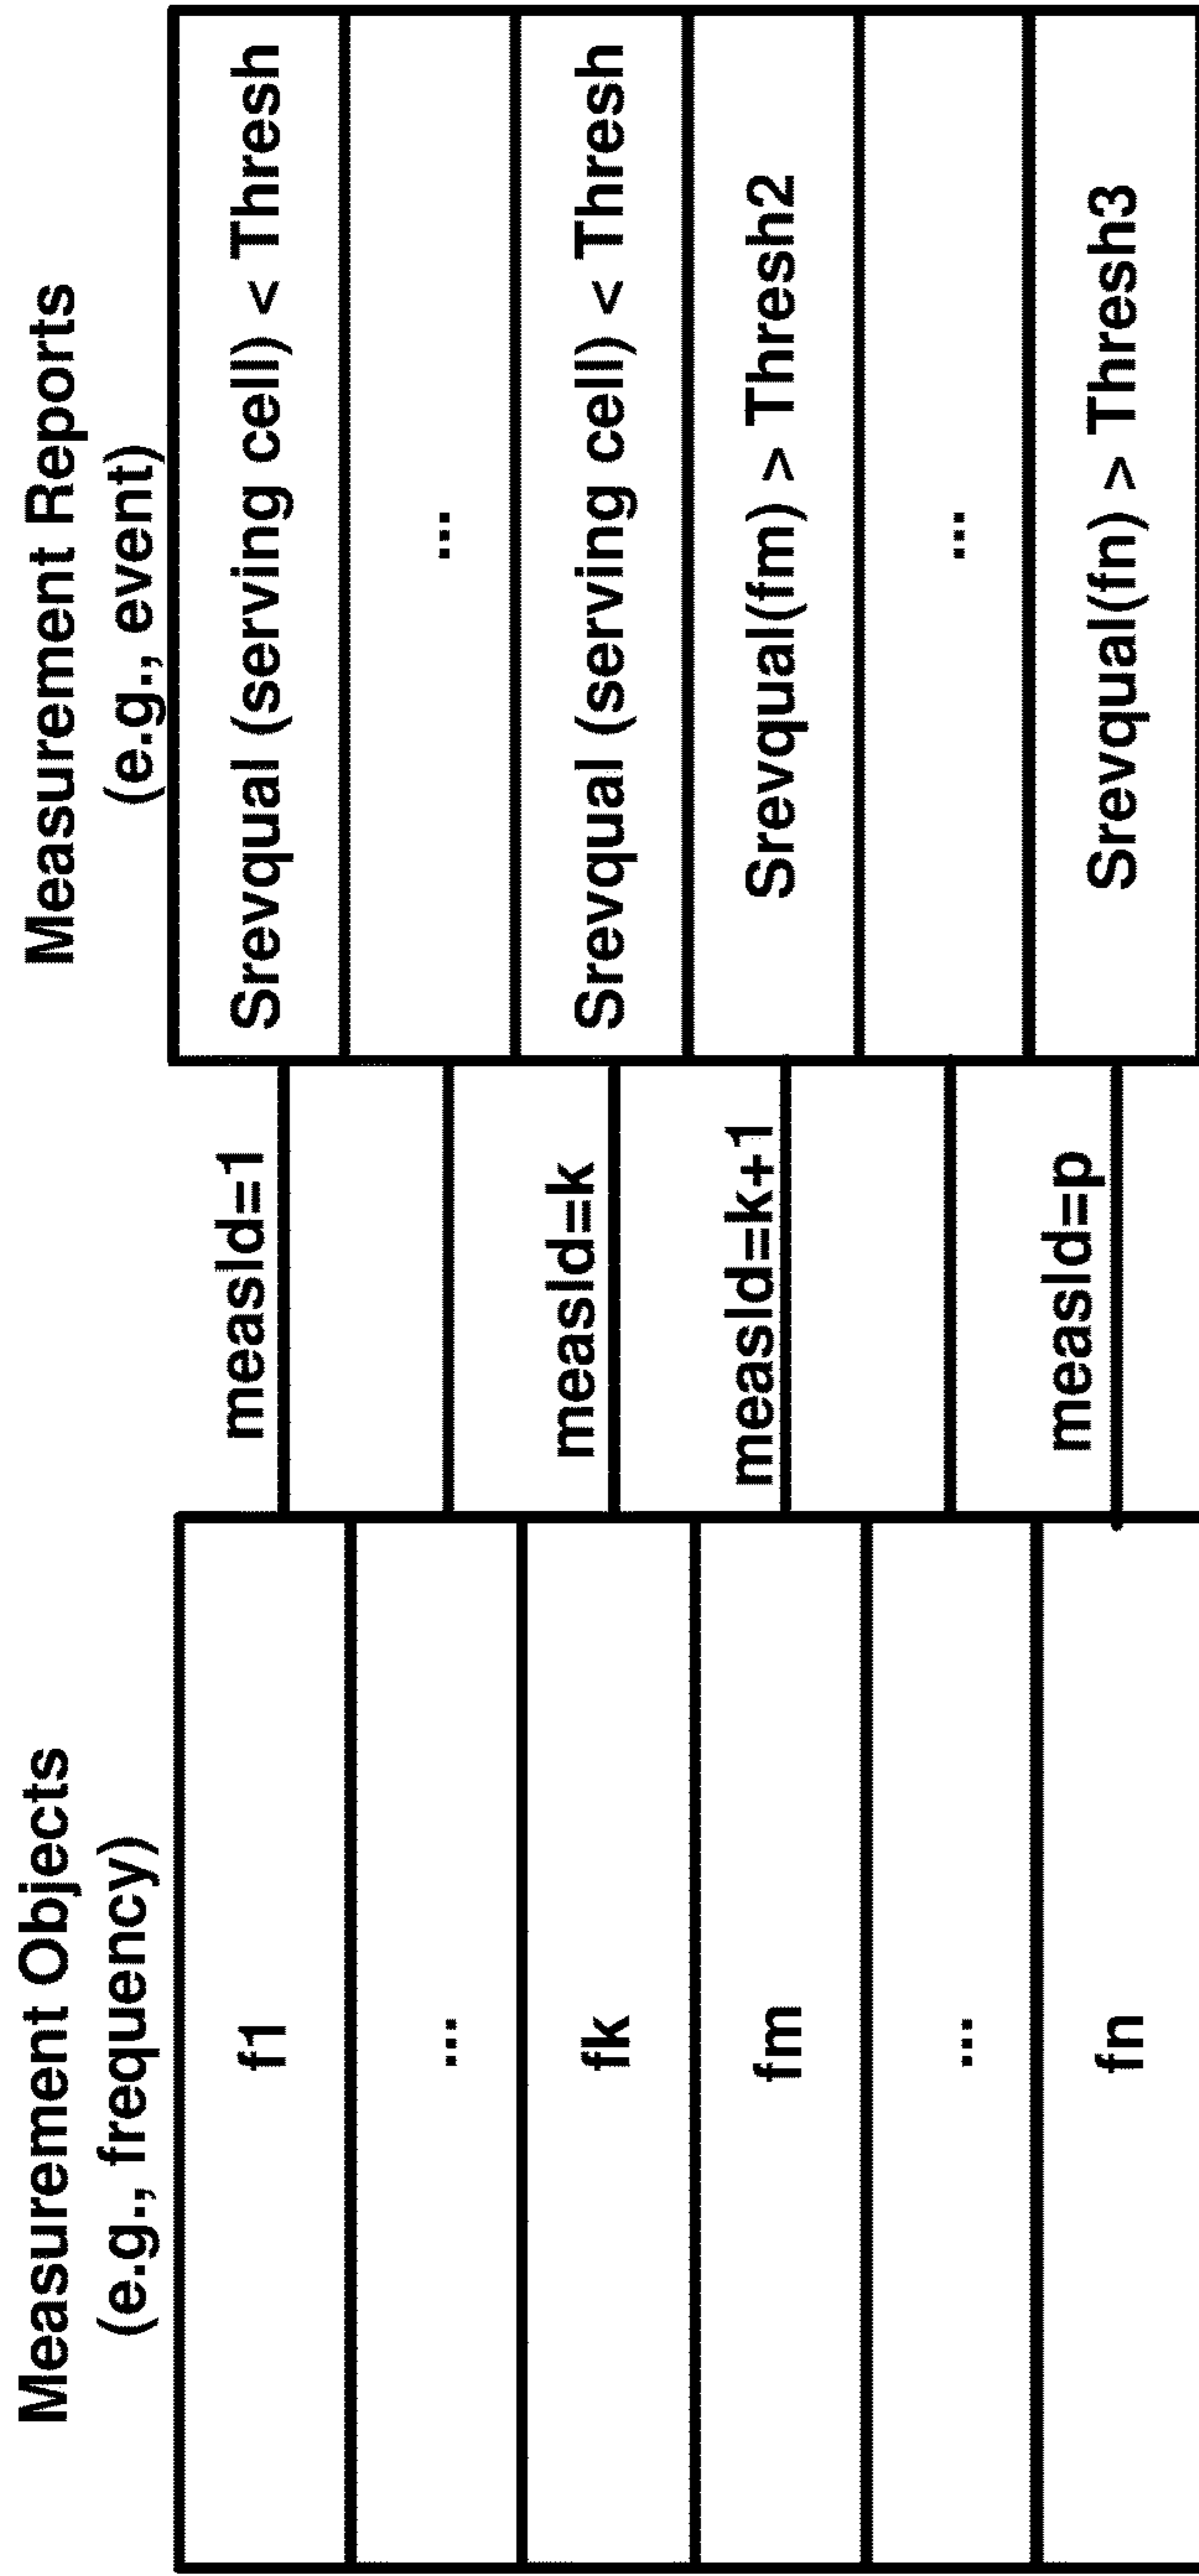 Measurement Objects
(e.g., frequency)
f1
...
fk
fm
...
fn
measId=1
measId=k
measId=k+1
measId=p
Measurement Reports
(e.g., event)
Srevqual (serving cell) < Thresh
...
Srevqual (serving cell) < Thresh
Srevqual(fm) > Thresh2
...
Srevqual(fn) > Thresh3